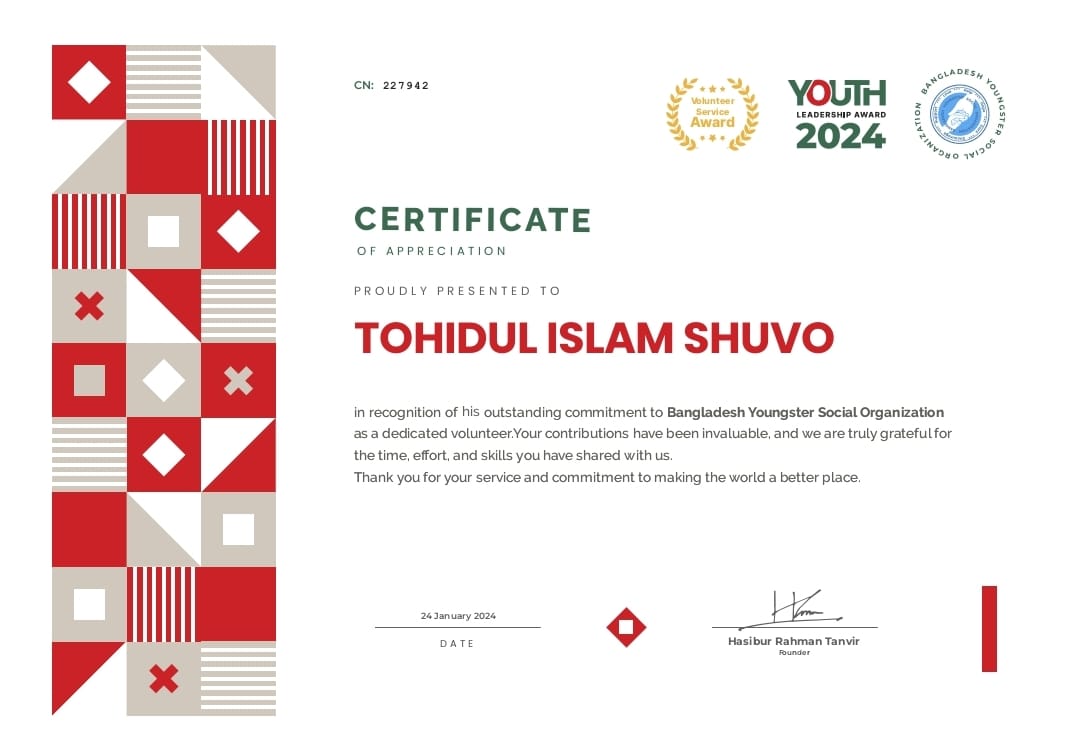 CN: 227942
Volunteer
Service
Award
YOUTH
LEADERSHIP AWARD
2024
BANGLADESH YOUNGSTER SOCIAL ORGANIZATION
CERTIFICATE
OF APPRECIATION
PROUDLY PRESENTED TO
TOHIDUL ISLAM SHUVO
in recognition of his outstanding commitment to Bangladesh Youngster Social Organization
as a dedicated volunteer.Your contributions have been invaluable, and we are truly grateful for
the time, effort, and skills you have shared with us.
Thank you for your service and commitment to making the world a better place.
24 January 2024
DATE
Hasibur Rahman Tanvir
Founder